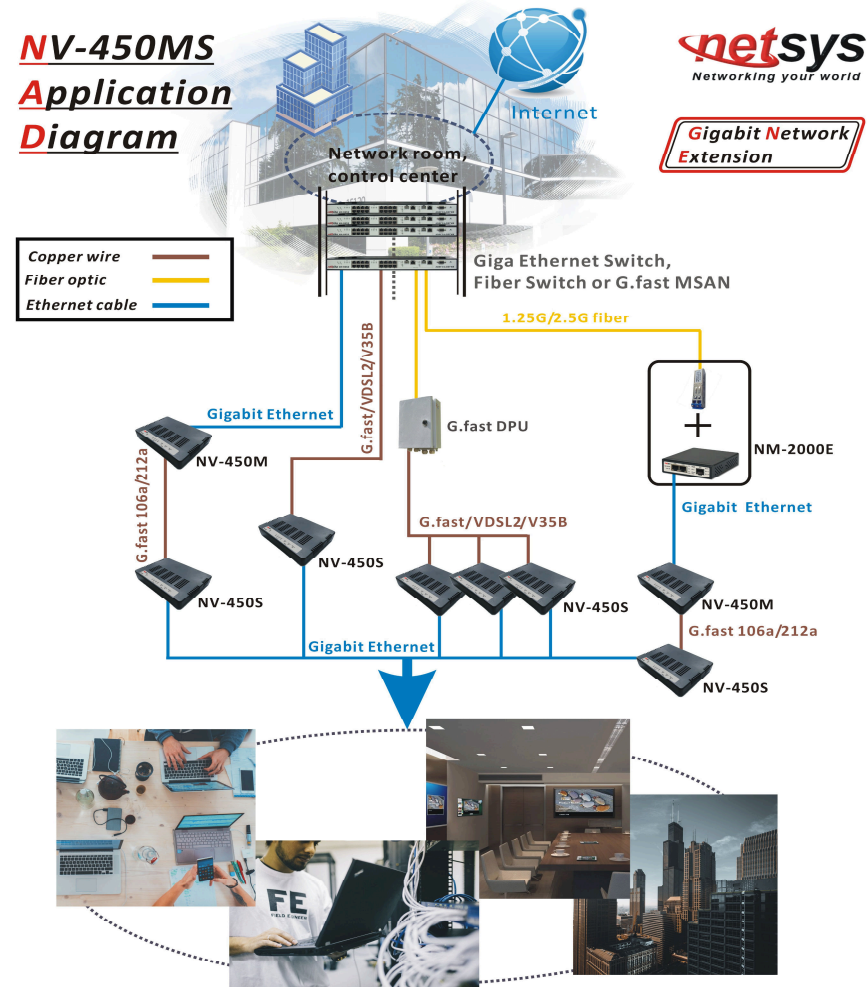 NV-450MS
Application
Diagram
Internet
netsys
Networking your world
Gigabit Network
Extension
Network room,
control center
Copper wire
Fiber optic
Ethernet cable
Giga Ethernet Switch,
Fiber Switch or G.fast MSAN
1.25G/2.5G fiber
Gigabit Ethernet
G.fast/VDSL2/V35B
G.fast DPU
NM-2000E
NV-450M
G.fast 106a/212a
G.fast/VDSL2/V35B
Gigabit Ethernet
NV-450S
NV-450S
NV-450S
NV-450M
G.fast 106a/212a
Gigabit Ethernet
NV-450S
FE
FIELD ENGINEER